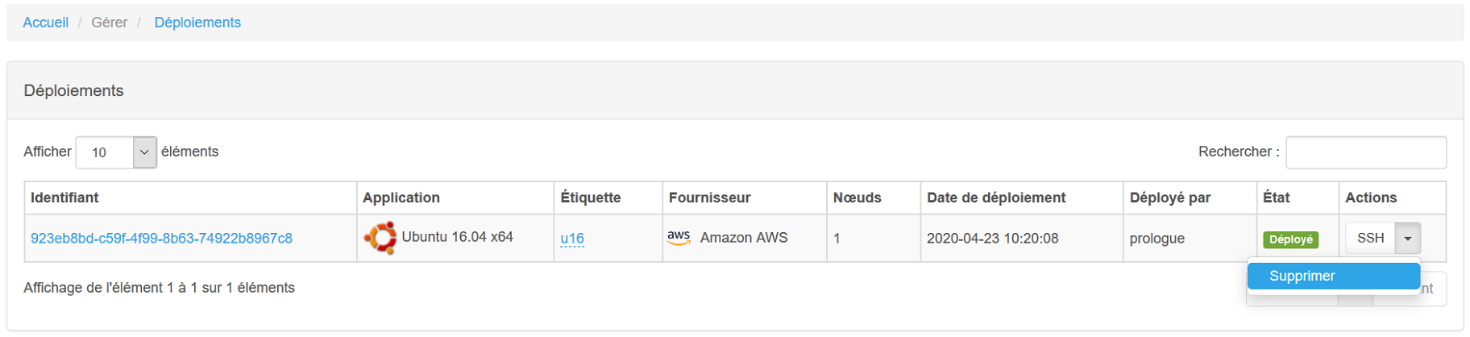 Accueil / Gérer / Déploiements
Déploiements
Afficher 10 éléments Rechercher :
Identifiant Application Étiquette Fournisseur Nœuds Date de déploiement Déployé par État Actions
923eb8bd-c59f-4f99-8b63-74922b8967c8 Ubuntu 16.04 x64 u16 aws Amazon AWS 1 2020-04-23 10:20:08 prologue Déployé SSH
Supprimer
Affichage de l'élément 1 à 1 sur 1 éléments nt